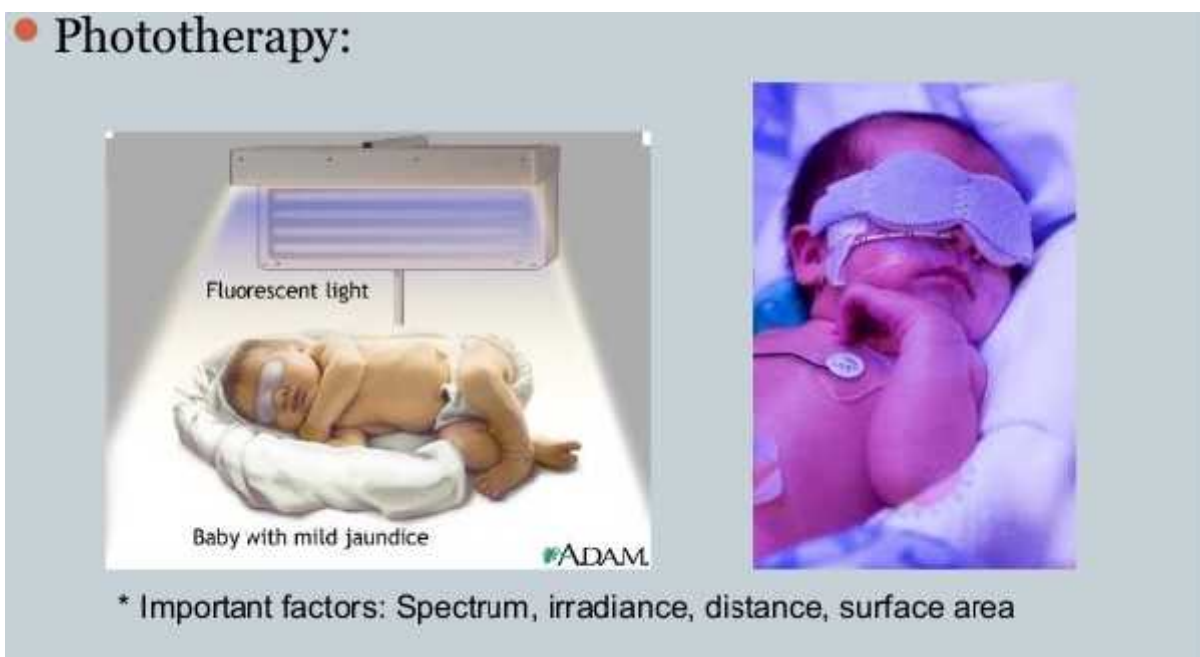 Phototherapy:
Fluorescent light
Baby with mild jaundice
ADAM
* Important factors: Spectrum, irradiance, distance, surface area